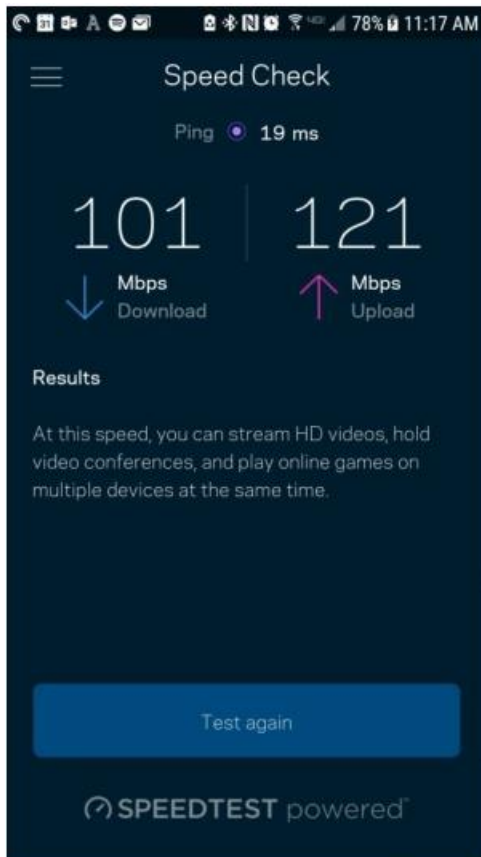 78% 11:17 AM
Speed Check
Ping 19 ms
101 121
Mbps Mbps
Download Upload
Results
At this speed, you can stream HD videos, hold
video conferences, and play online games on
multiple devices at the same time.
Test again
SPEEDTEST powered